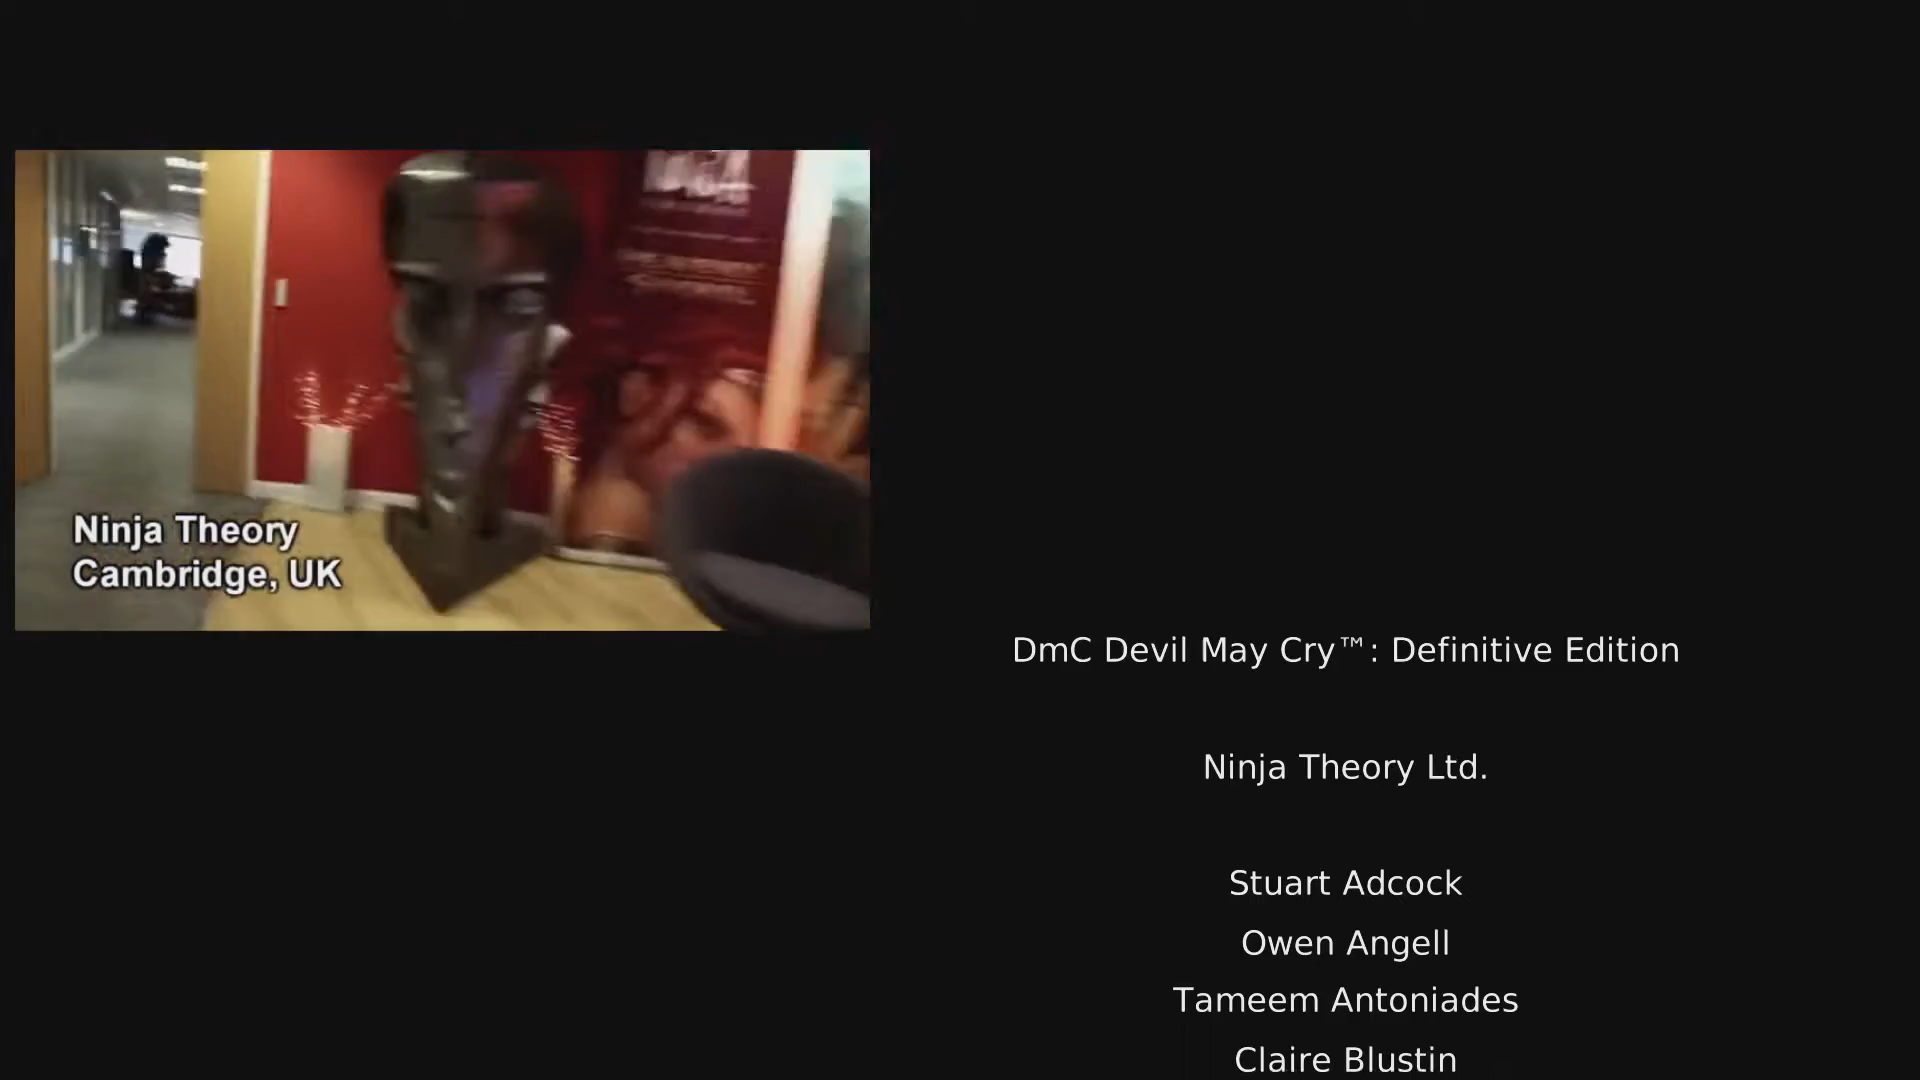 Ninja Theory
Cambridge, UK
DmC Devil May Cry™: Definitive Edition
Ninja Theory Ltd.
Stuart Adcock
Owen Angell
Tameem Antoniades
Claire Blustin